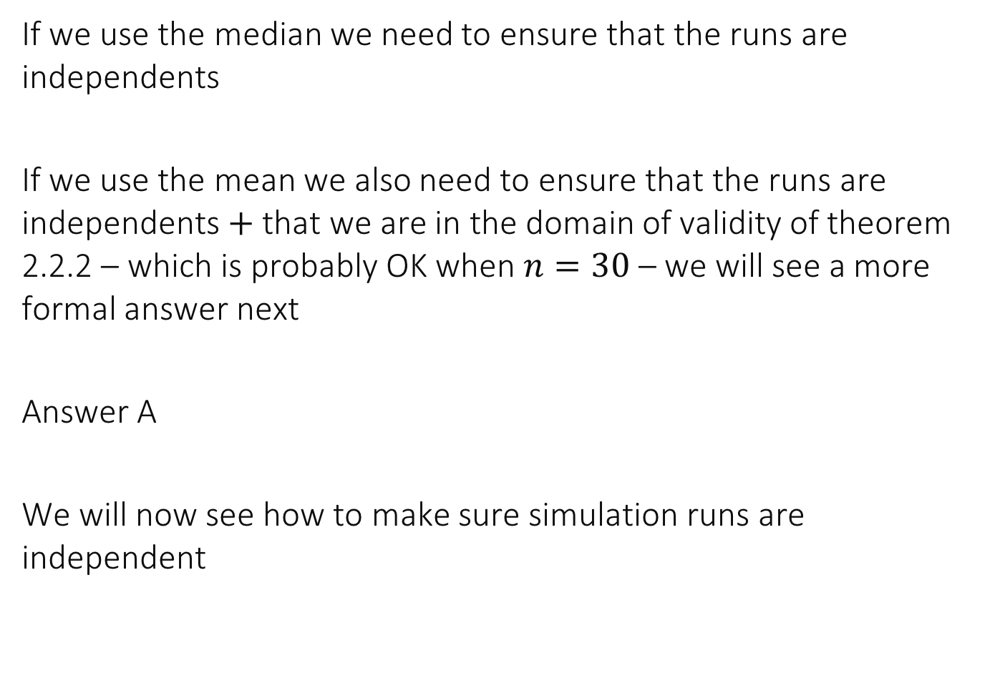 If we use the median we need to ensure that the runs are
independents
If we use the mean we also need to ensure that the runs are
independents + that we are in the domain of validity of theorem
2.2.2 – which is probably OK when n = 30 – we will see a more
formal answer next
Answer A
We will now see how to make sure simulation runs are
independent